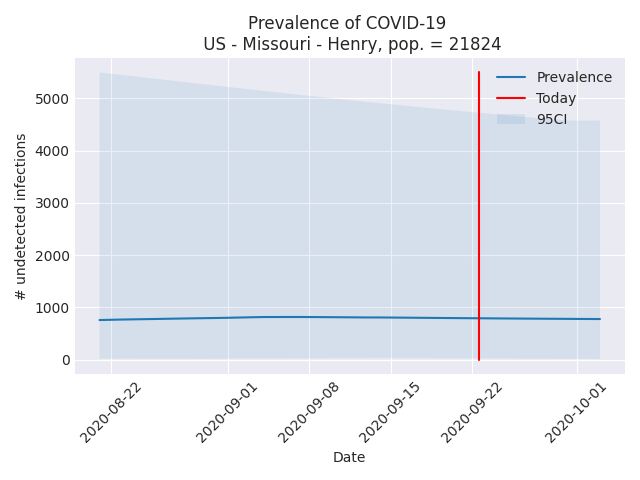 Prevalence of COVID-19
US - Missouri - Henry, pop. = 21824
Prevalence
Today
95CI
# undetected infections
5000
4000
3000
2000
1000
0
2020-08-22
2020-09-01
2020-09-08
2020-09-15
2020-09-22
2020-10-01
Date